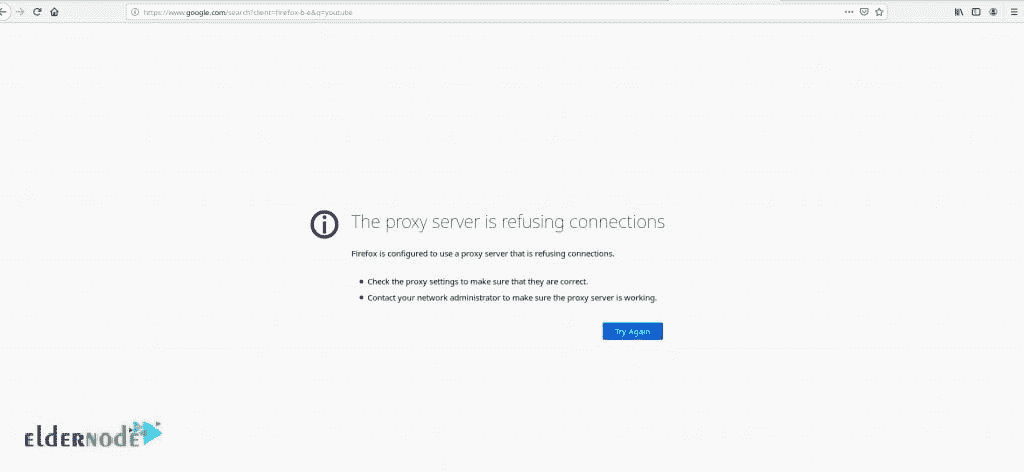 https://www.google.com/search?client=firefox-b-e&q=youtube
The proxy server is refusing connections
Firefox is configured to use a proxy server that is refusing connections.
Check the proxy settings to make sure that they are correct.
Contact your network administrator to make sure the proxy server is working.
Try Again
ELDERNODE